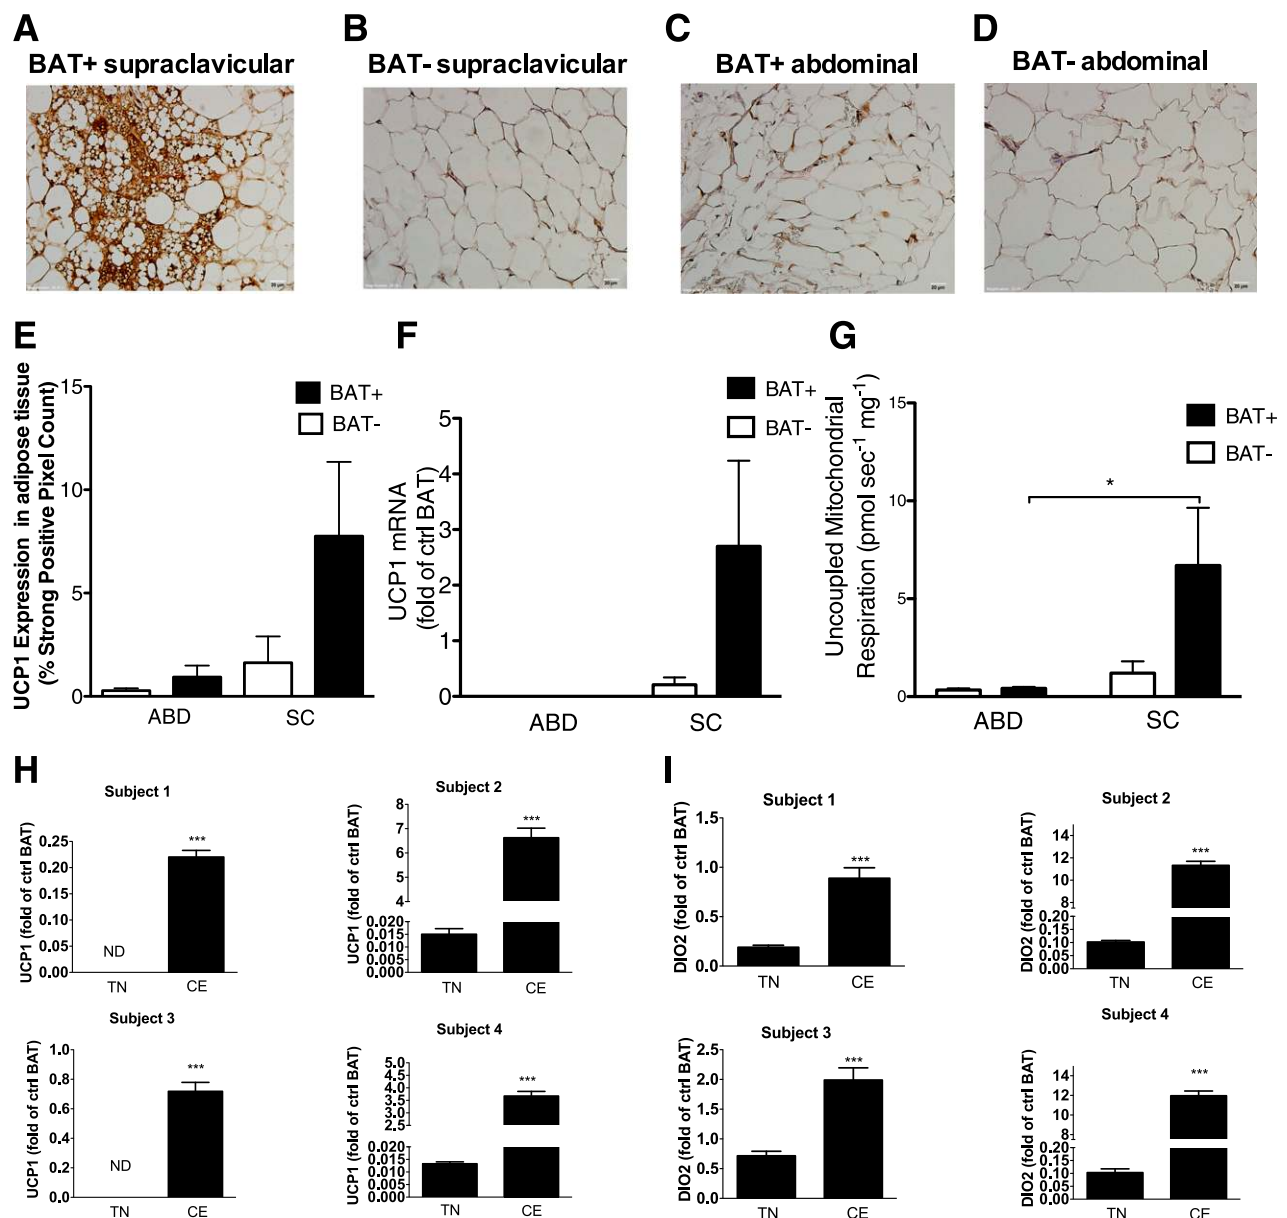 A
B
C
D
BAT+ supraclavicular
BAT- supraclavicular
BAT+ abdominal
BAT- abdominal
20 µm
20 µm
20 µm
20 µm
E
F
G
UCP1 Expression in adipose tissue
(% Strong Positive Pixel Count)
15
10
5
0
BAT+
BAT-
ABD
SC
UCP1 mRNA
(fold of ctrl BAT)
5
4
3
2
1
0
BAT+
BAT-
ABD
SC
Uncoupled Mitochondrial
Respiration (pmol sec⁻¹ mg⁻¹)
15
10
5
0
*
BAT+
BAT-
ABD
SC
H
Subject 1
UCP1 (fold of ctrl BAT)
0.25
0.20
0.15
0.10
0.05
0.00
ND
***
TN
CE
Subject 2
UCP1 (fold of ctrl BAT)
8
7
6
5
4
0.020
0.015
0.010
0.005
0.000
***
TN
CE
Subject 3
UCP1 (fold of ctrl BAT)
1.0
0.8
0.6
0.4
0.2
0.0
ND
***
TN
CE
Subject 4
UCP1 (fold of ctrl BAT)
5.0
4.5
4.0
3.5
3.0
2.5
0.020
0.015
0.010
0.005
0.000
***
TN
CE
I
Subject 1
DIO2 (fold of ctrl BAT)
1.5
1.0
0.5
0.0
***
TN
CE
Subject 2
DIO2 (fold of ctrl BAT)
14
12
10
8
0.20
0.15
0.10
0.05
0.00
***
TN
CE
Subject 3
DIO2 (fold of ctrl BAT)
2.5
2.0
1.5
1.0
0.5
0.0
***
TN
CE
Subject 4
DIO2 (fold of ctrl BAT)
14
12
10
8
0.20
0.15
0.10
0.05
0.00
***
TN
CE